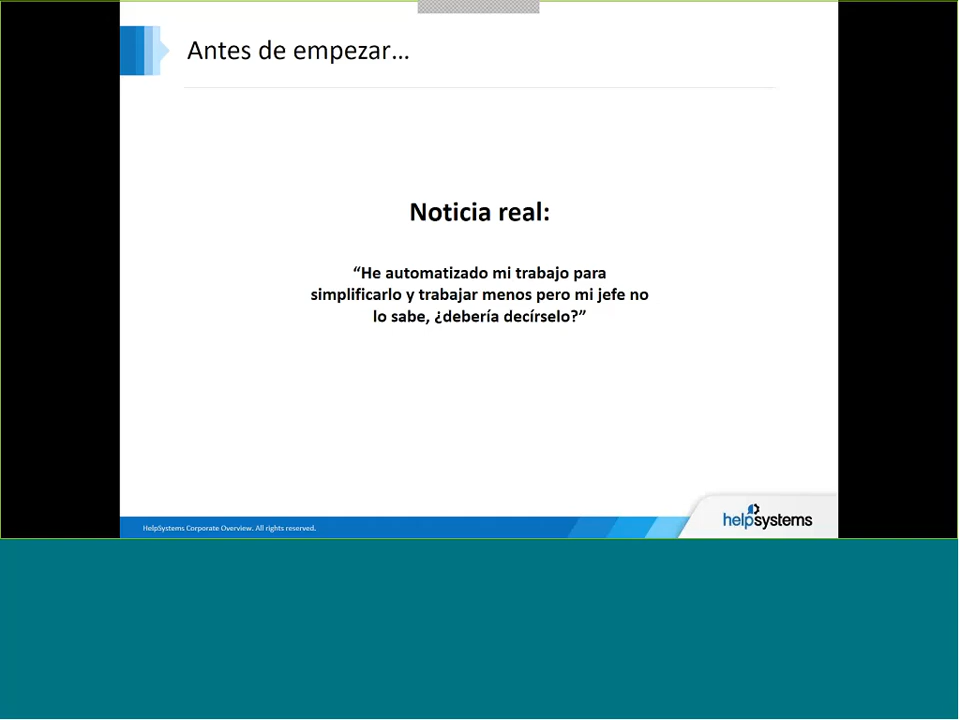 Antes de empezar...
Noticia real:
“He automatizado mi trabajo para
simplificarlo y trabajar menos pero mi jefe no
lo sabe, ¿debería decírselo?”
HelpSystems Corporate Overview. All rights reserved.
helpsystems